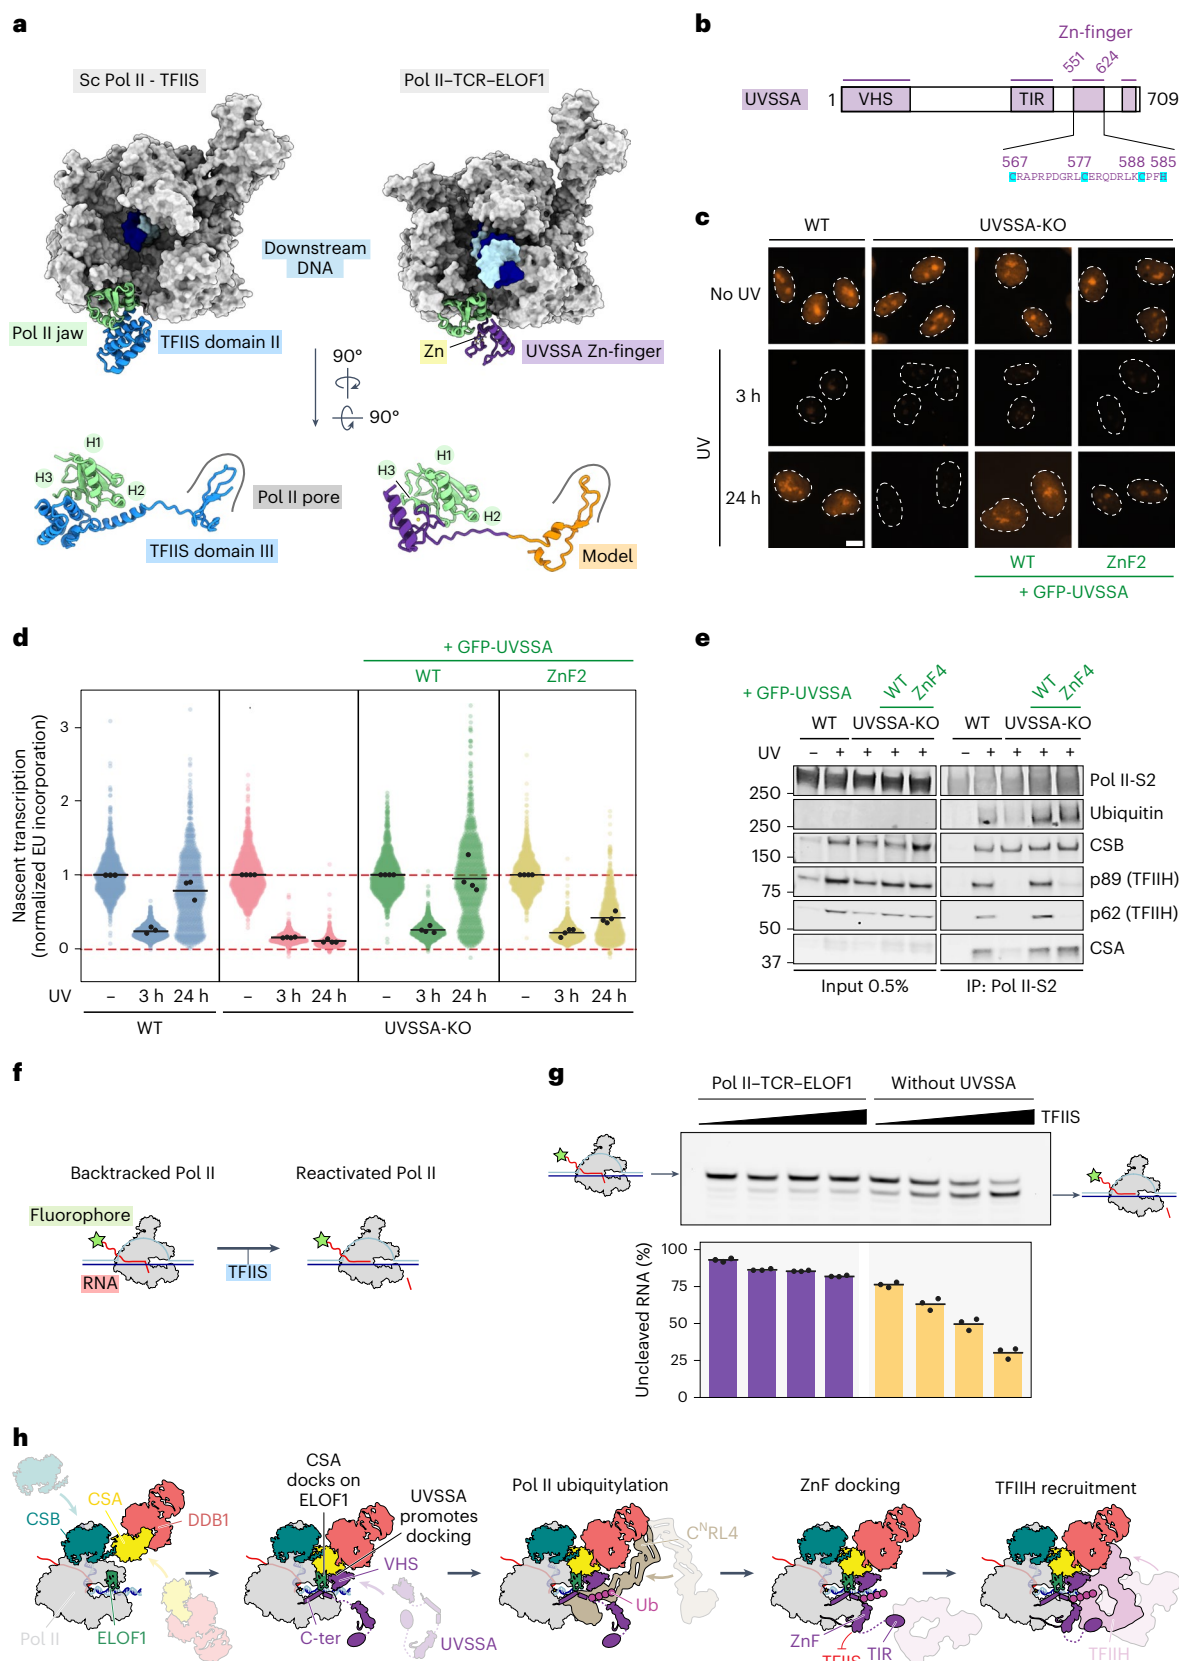 a
Sc Pol II - TFIIS
Pol II–TCR–ELOF1
Downstream
DNA
Pol II jaw
TFIIS domain II
Zn
UVSSA Zn-finger
90°
90°
H1
H3
H2
Pol II pore
TFIIS domain III
H1
H3
H2
Model
b
Zn-finger
551
624
UVSSA
1
VHS
TIR
709
567
577
588
585
CRAPRPDGRLCERQDRLKCPFH
c
WT
UVSSA-KO
No UV
3 h
UV
24 h
WT
ZnF2
+ GFP-UVSSA
d
+ GFP-UVSSA
WT
ZnF2
Nascent transcription
(normalized EU incorporation)
3
2
1
0
UV
–
3 h
24 h
–
3 h
24 h
–
3 h
24 h
–
3 h
24 h
WT
UVSSA-KO
e
+ GFP-UVSSA
WT
ZnF4
WT
ZnF4
WT
UVSSA-KO
WT
UVSSA-KO
UV
– + + + +
– + + + +
250
Pol II-S2
250
Ubiquitin
150
CSB
75
p89 (TFIIH)
50
p62 (TFIIH)
37
CSA
Input 0.5%
IP: Pol II-S2
f
Backtracked Pol II
Reactivated Pol II
Fluorophore
RNA
TFIIS
g
Pol II–TCR–ELOF1
Without UVSSA
TFIIS
Uncleaved RNA (%)
100
75
50
25
0
h
CSB
CSA
DDB1
Pol II
ELOF1
CSA
docks on
ELOF1
UVSSA
promotes
docking
VHS
C-ter
UVSSA
Pol II ubiquitylation
CᴺRL4
Ub
ZnF docking
ZnF
TFIIS
TIR
TFIIH recruitment
TFIIH